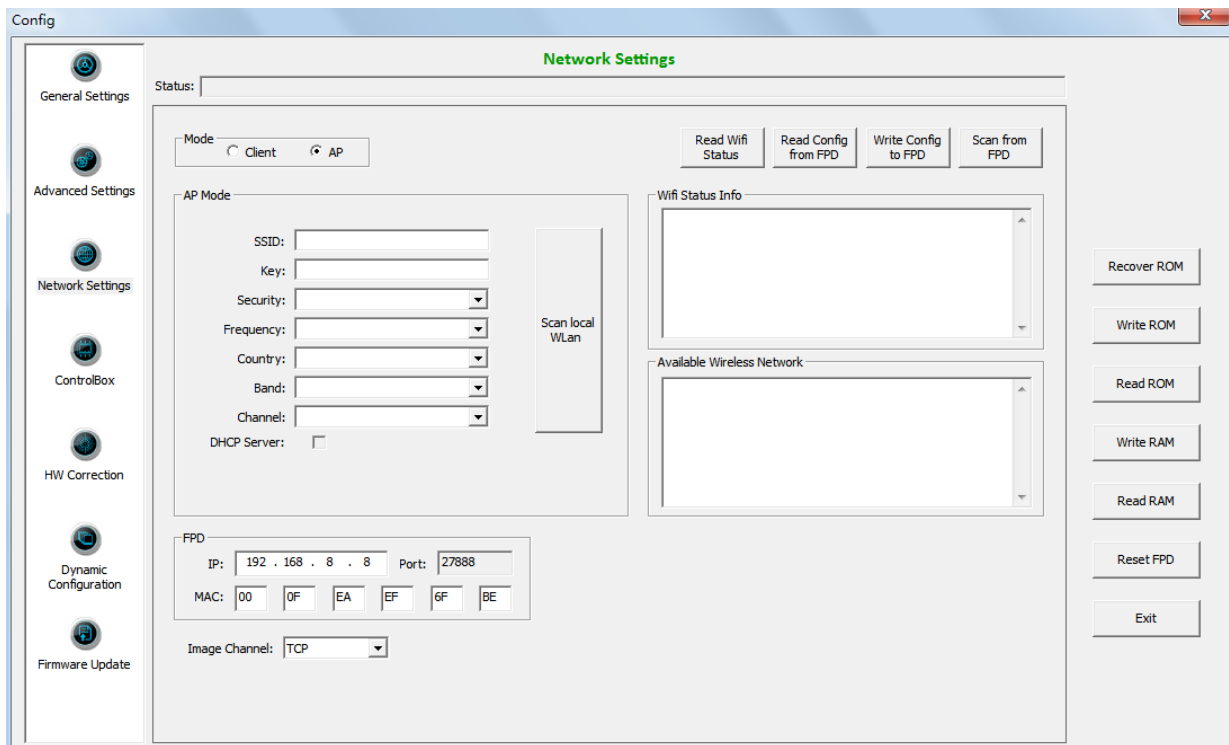 Config
X
General Settings
Advanced Settings
Network Settings
ControlBox
HW Correction
Dynamic
Configuration
Firmware Update
Network Settings
Status:
Mode
Client
AP
Read Wifi
Status
Read Config
from FPD
Write Config
to FPD
Scan from
FPD
AP Mode
SSID:
Key:
Security:
Frequency:
Country:
Band:
Channel:
DHCP Server:
Scan local
WLan
Wifi Status Info
Available Wireless Network
FPD
IP: 192 . 168 . 8 . 8 Port: 27888
MAC: 00 0F EA EF 6F BE
Image Channel: TCP
Recover ROM
Write ROM
Read ROM
Write RAM
Read RAM
Reset FPD
Exit